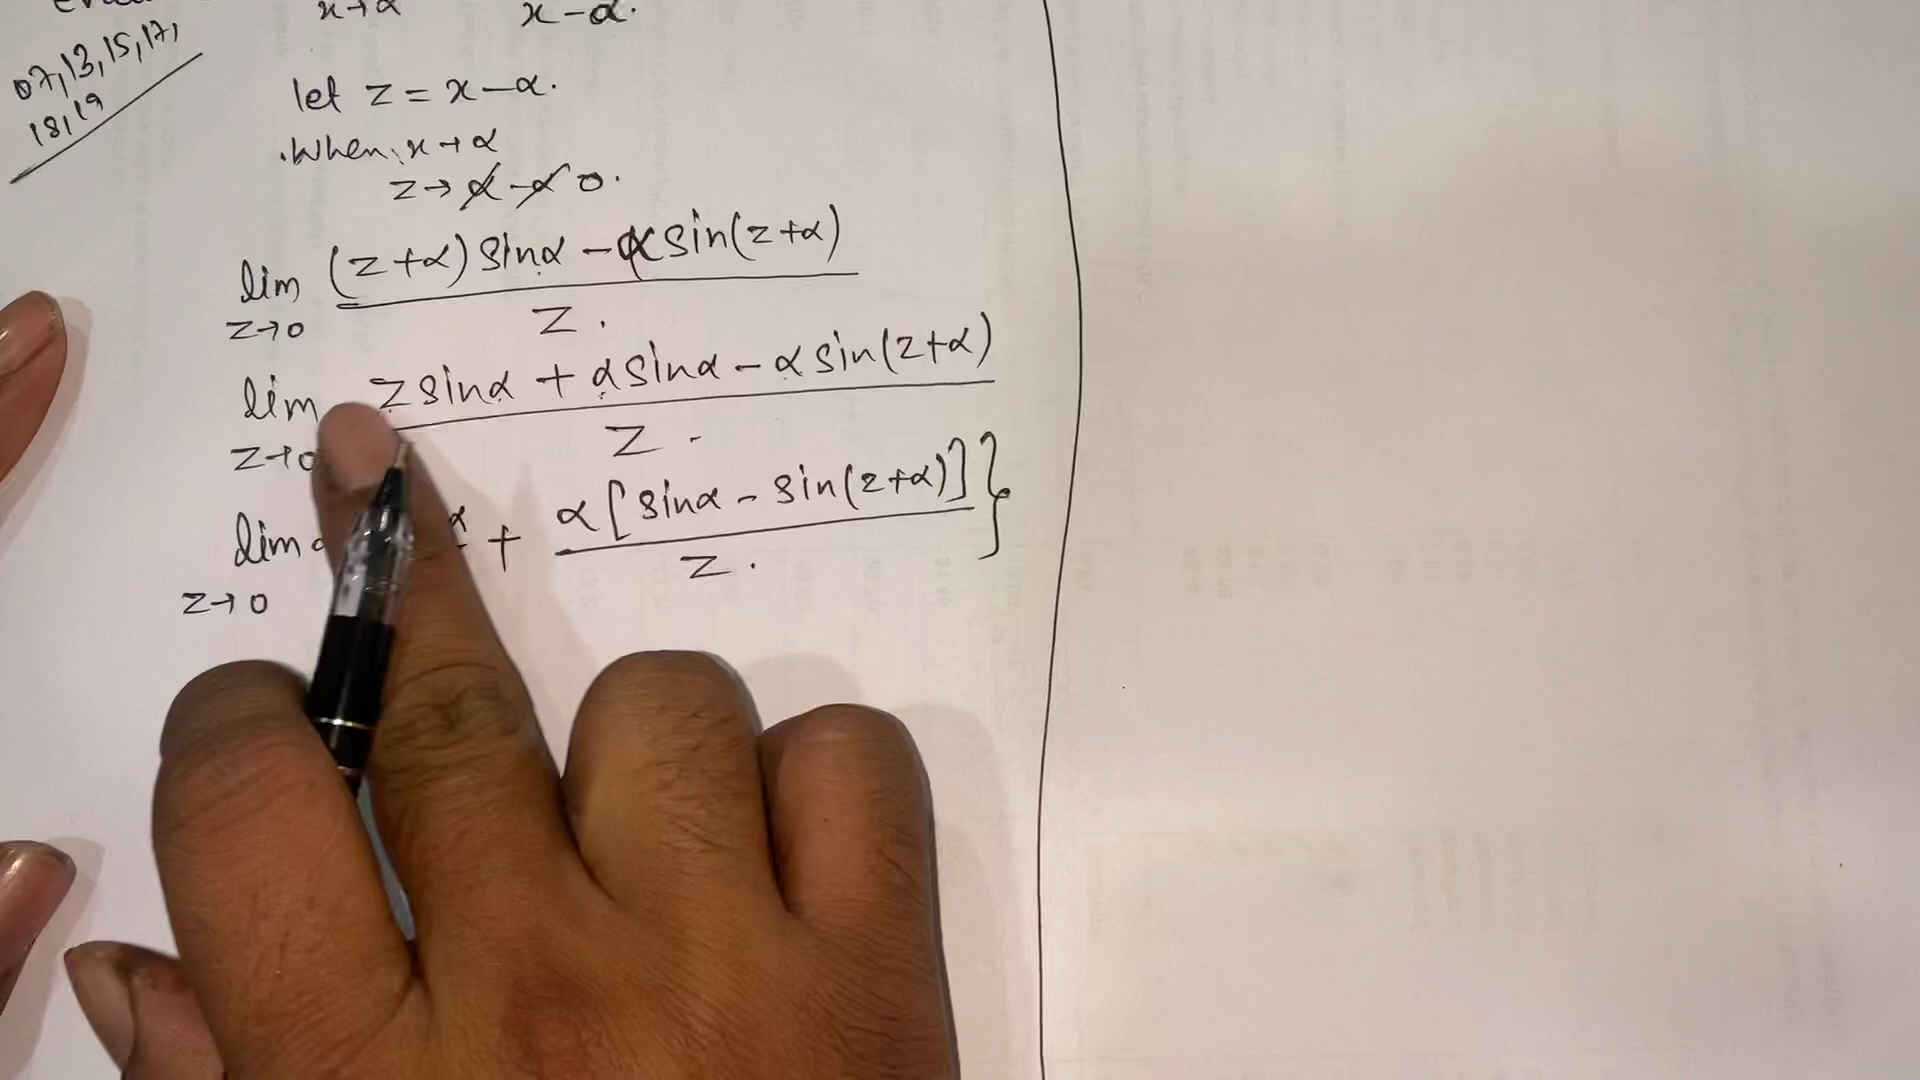 x→α x-α.
07,13,15,17,
18,19
let z = x-α.
When x→α
z→ α-α 0.
lim (z+α) sinα - α sin(z+α)
z→0 z.
lim z sinα + α sinα - α sin(z+α)
z→0 z.
lim α + α [sinα - sin(z+α)] }
z→0 z.